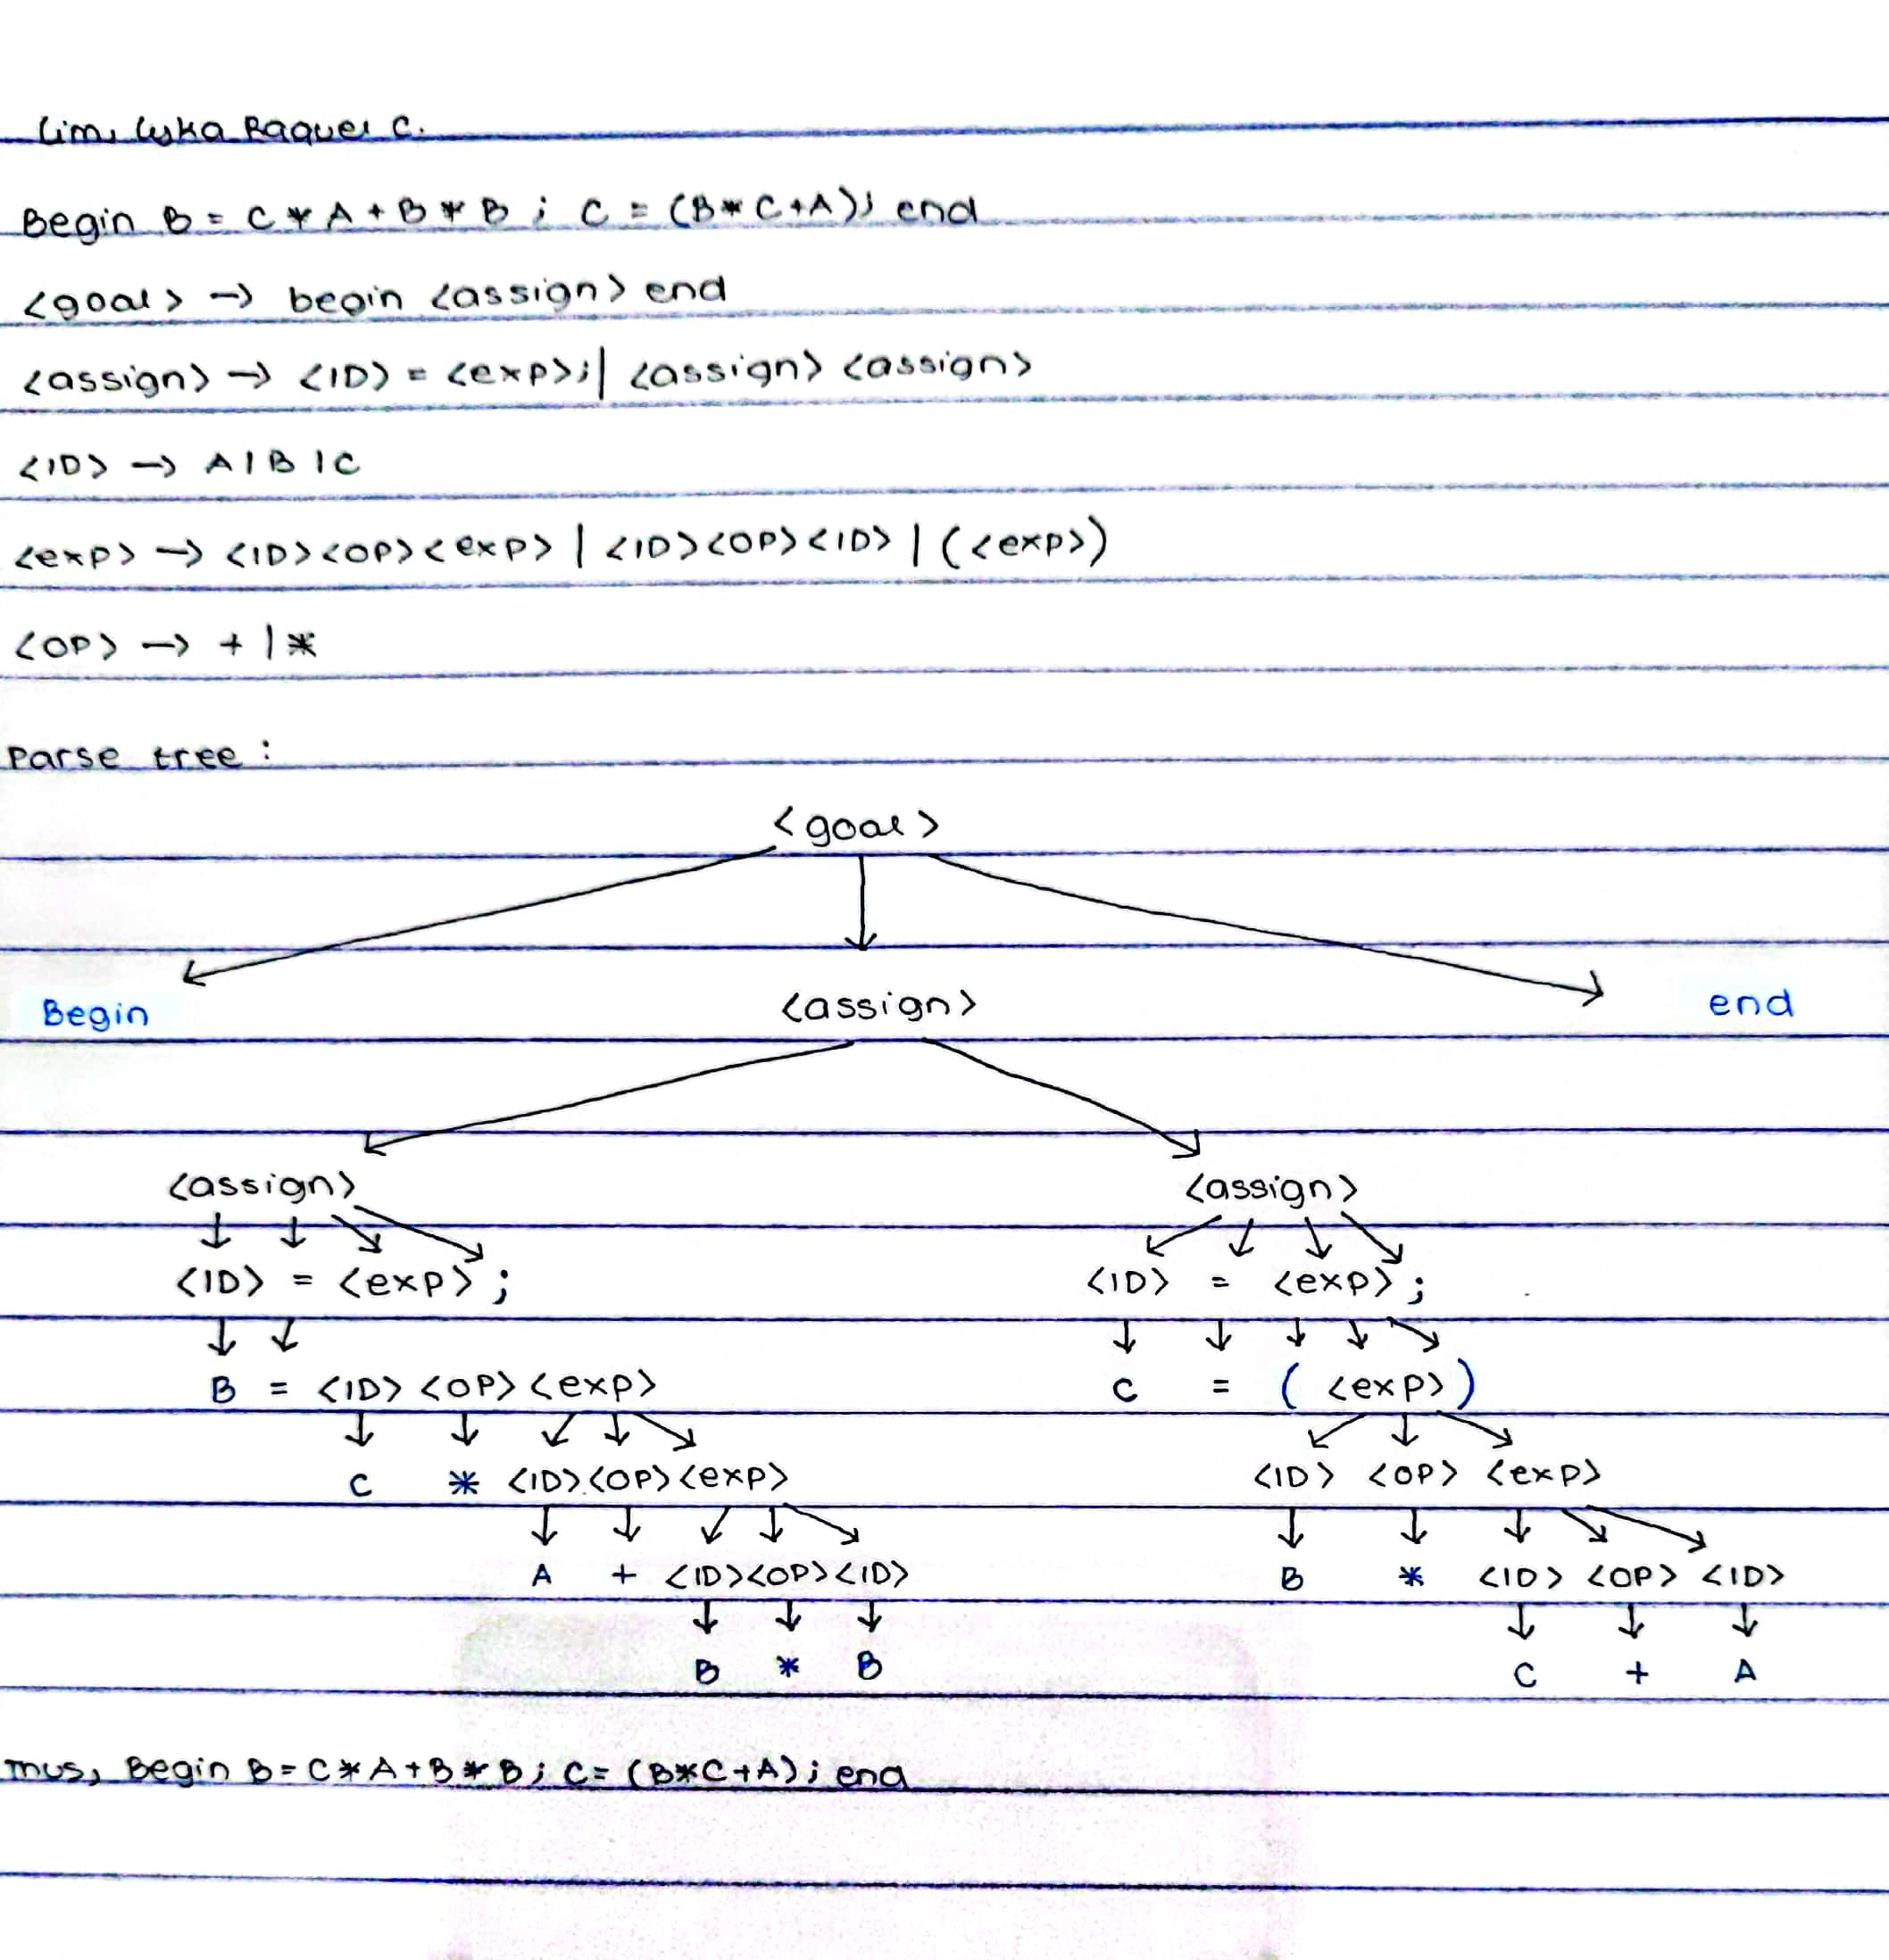 Lim, Lyka Raquel C.
Begin B = C * A + B * B ; C = (B * C + A); end
<goal> → begin <assign> end
<assign> → <ID> = <exp>;| <assign> <assign>
<ID> → A | B | C
<exp> → <ID><OP><exp> | <ID><OP><ID> | (<exp>)
<OP> → + | *
Parse tree :
<goal>
Begin <assign> end
<assign> <assign>
<ID> = <exp> ; <ID> = <exp> ;
B = <ID> <OP> <exp> C = ( <exp> )
C * <ID> <OP> <exp> <ID> <OP> <exp>
A + <ID> <OP> <ID> B * <ID> <OP> <ID>
B * B C + A
Thus, Begin B = C * A + B * B ; C = (B * C + A) ; end